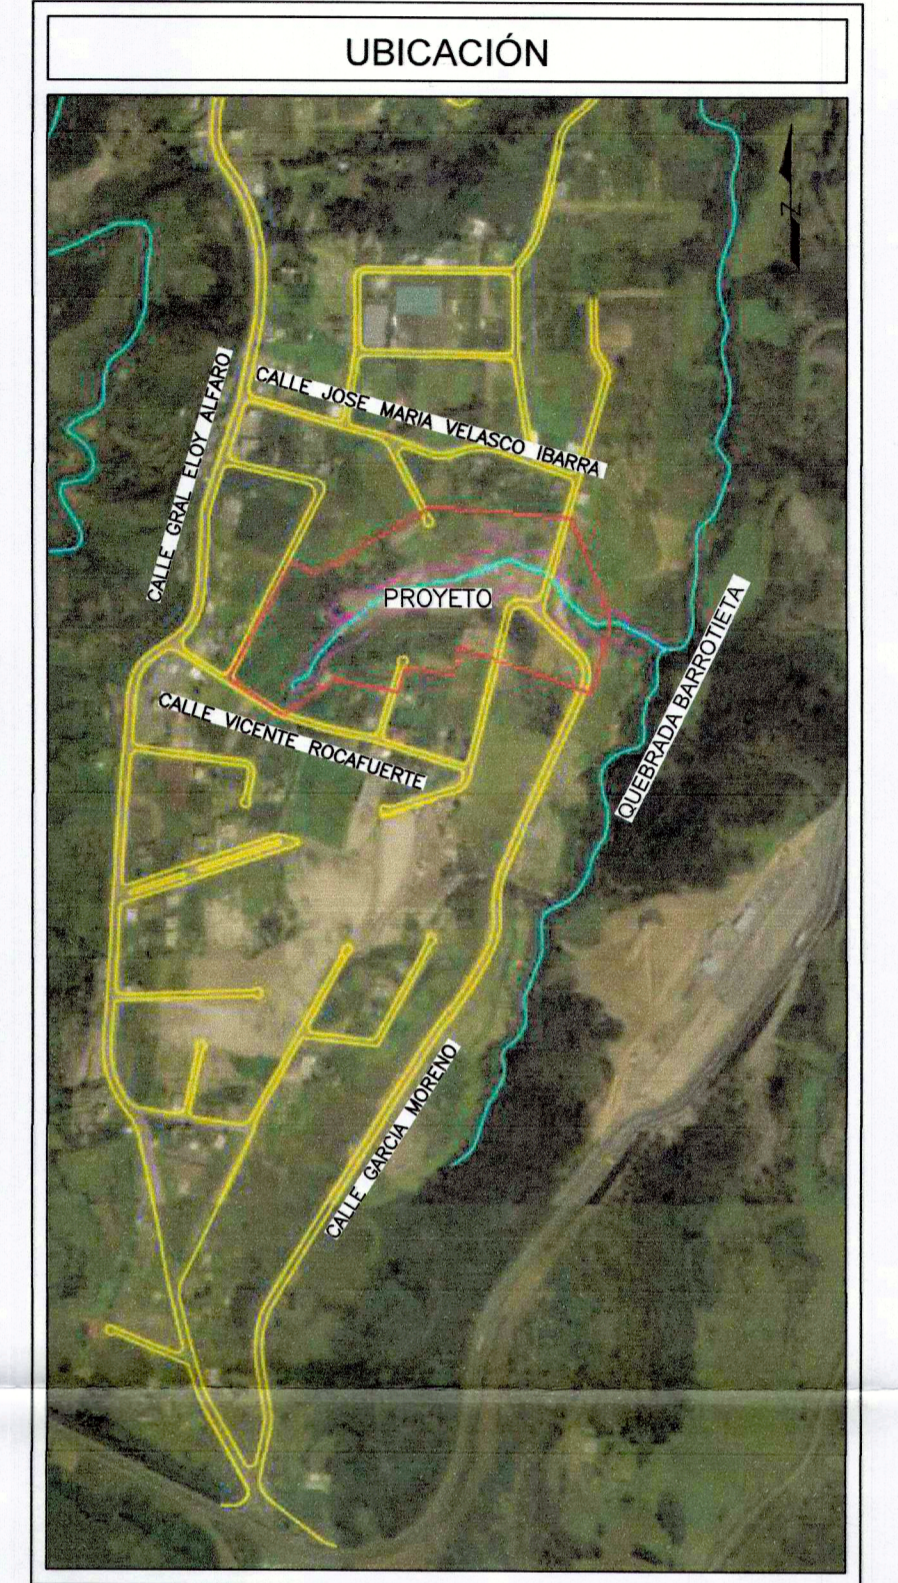 UBICACIÓN
N
CALLE GRAL ELOY ALFARO
CALLE JOSE MARIA VELASCO IBARRA
PROYETO
QUEBRADA BARROTIETA
CALLE VICENTE ROCAFUERTE
CALLE GARCIA MORENO